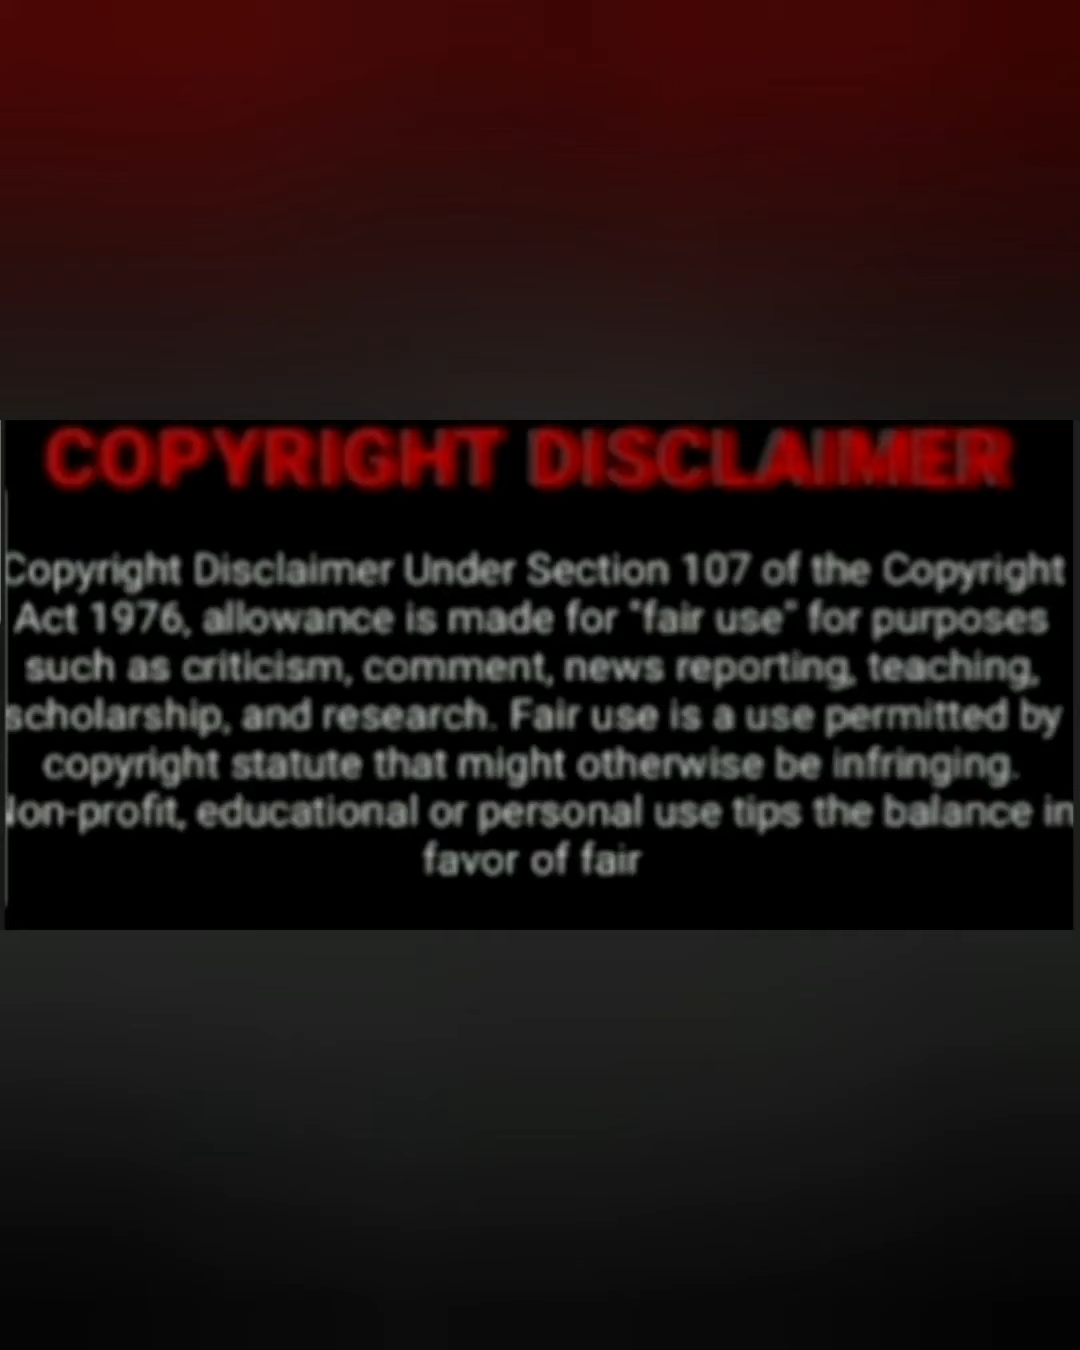 COPYRIGHT DISCLAIMER
Copyright Disclaimer Under Section 107 of the Copyright
Act 1976, allowance is made for "fair use" for purposes
such as criticism, comment, news reporting, teaching,
scholarship, and research. Fair use is a use permitted by
copyright statute that might otherwise be infringing.
Non-profit, educational or personal use tips the balance in
favor of fair